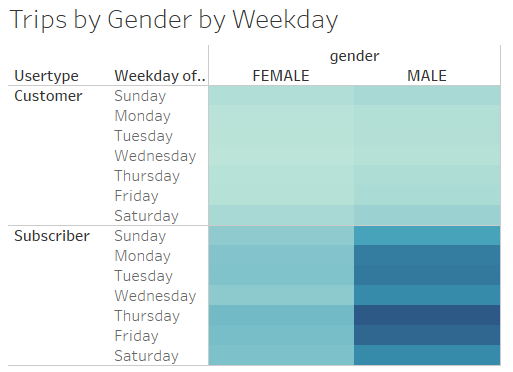 Trips by Gender by Weekday
gender
Usertype Weekday of.. FEMALE MALE
Customer Sunday
Monday
Tuesday
Wednesday
Thursday
Friday
Saturday
Subscriber Sunday
Monday
Tuesday
Wednesday
Thursday
Friday
Saturday